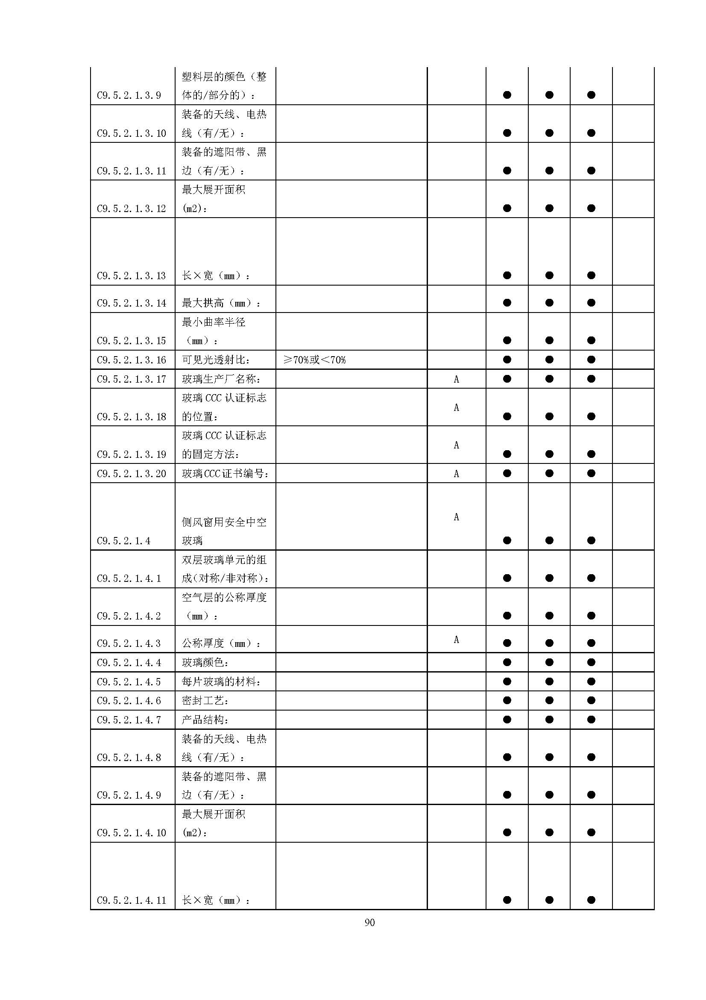 塑料层的颜色（整
C9.5.2.1.3.9 体的/部分的）： ● ● ●
装备的天线、电热
C9.5.2.1.3.10 线（有/无）： ● ● ●
装备的遮阳带、黑
C9.5.2.1.3.11 边（有/无）： ● ● ●
最大展开面积
C9.5.2.1.3.12 (m2)： ● ● ●
C9.5.2.1.3.13 长×宽（mm）： ● ● ●
C9.5.2.1.3.14 最大拱高（mm）： ● ● ●
最小曲率半径
C9.5.2.1.3.15 （mm）： ● ● ●
C9.5.2.1.3.16 可见光透射比： ≥70%或＜70% ● ● ●
C9.5.2.1.3.17 玻璃生产厂名称： A ● ● ●
玻璃 CCC 认证标志
C9.5.2.1.3.18 的位置： A ● ● ●
玻璃 CCC 认证标志
C9.5.2.1.3.19 的固定方法： A ● ● ●
C9.5.2.1.3.20 玻璃CCC证书编号： A ● ● ●
侧风窗用安全中空
C9.5.2.1.4 玻璃 A ● ● ●
双层玻璃单元的组
C9.5.2.1.4.1 成(对称/非对称)： ● ● ●
空气层的公称厚度
C9.5.2.1.4.2 （mm）： ● ● ●
C9.5.2.1.4.3 公称厚度（mm）： A ● ● ●
C9.5.2.1.4.4 玻璃颜色： ● ● ●
C9.5.2.1.4.5 每片玻璃的材料： ● ● ●
C9.5.2.1.4.6 密封工艺： ● ● ●
C9.5.2.1.4.7 产品结构： ● ● ●
装备的天线、电热
C9.5.2.1.4.8 线（有/无）： ● ● ●
装备的遮阳带、黑
C9.5.2.1.4.9 边（有/无）： ● ● ●
最大展开面积
C9.5.2.1.4.10 (m2)： ● ● ●
C9.5.2.1.4.11 长×宽（mm）： ● ● ●
90